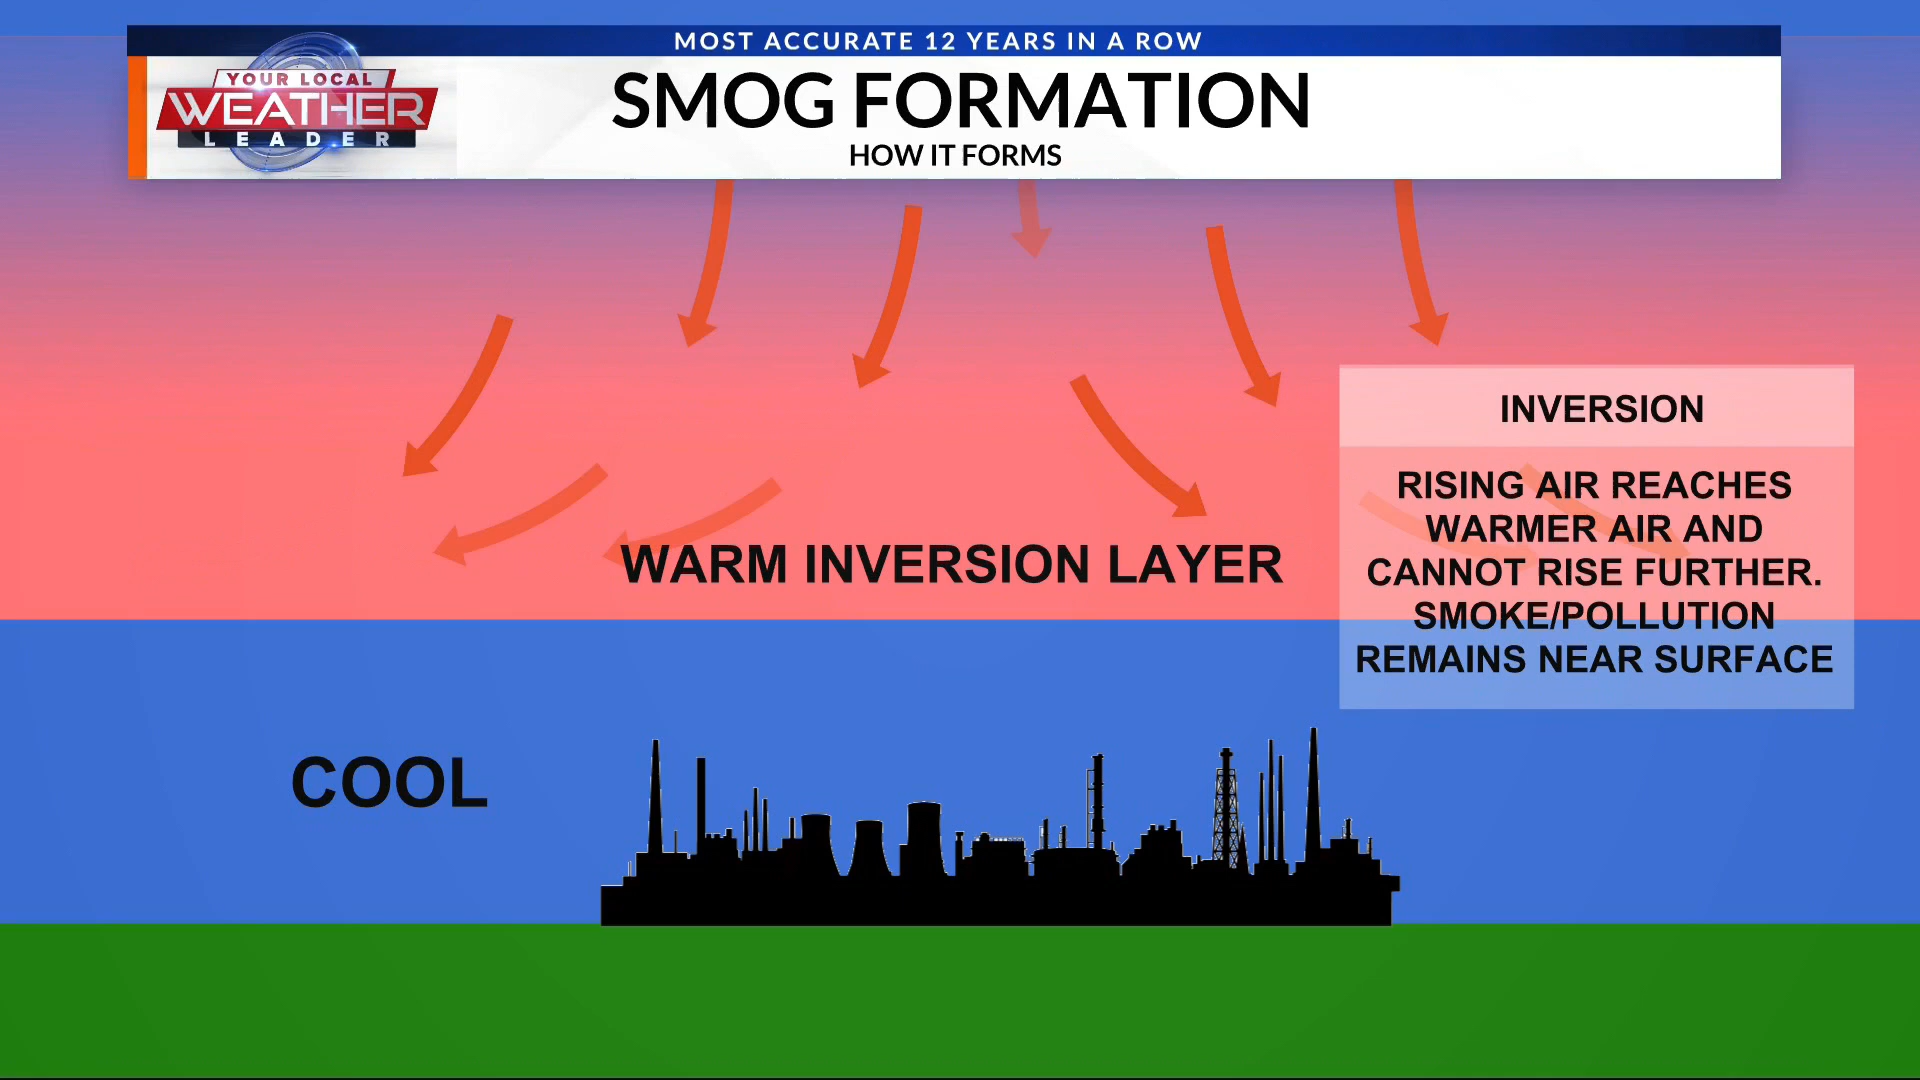 MOST ACCURATE 12 YEARS IN A ROW
YOUR LOCAL
WEATHER
LEADER
SMOG FORMATION
HOW IT FORMS
INVERSION
RISING AIR REACHES
WARMER AIR AND
CANNOT RISE FURTHER.
SMOKE/POLLUTION
REMAINS NEAR SURFACE
WARM INVERSION LAYER
COOL